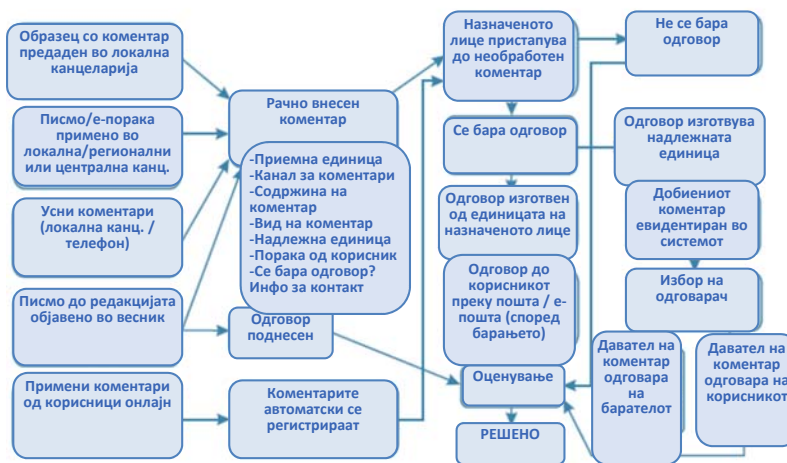 Образец со коментар
предаден во локална
канцеларија
Писмо/е-порака
примено во
локална/регионални
или централна канц.
Усни коментари
(локална канц. /
телефон)
Писмо до редакцијата
објавено во весник
Примени коментари
од корисници онлајн
Рачно внесен
коментар
-Приемна единица
-Канал за коментари
-Содржина на
коментар
-Вид на коментар
-Надлежна единица
-Порака од корисник
-Се бара одговор?
Инфо за контакт
Одговор
поднесен
Коментарите
автоматски се
регистрираат
Назначеното
лице пристапува
до необработен
коментар
Се бара одговор
Одговор изготвен
од единицата на
назначеното лице
Одговор до
корисникот
преку пошта / е-
пошта (според
барањето)
Оценување
РЕШЕНО
Не се бара
одговор
Одговор изготвува
надлежната
единица
Добиениот
коментар
евидентиран во
системот
Избор на
одговарач
Давател на
коментар
одговара
на
барателот
Давател на
коментар
одговара на
корисникот